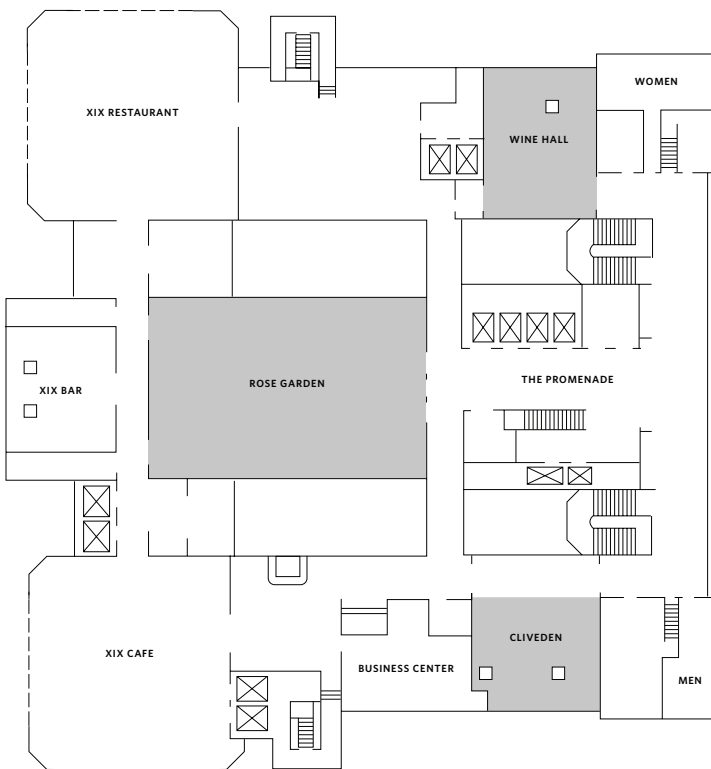 WOMEN
XIX RESTAURANT
WINE HALL
THE PROMENADE
ROSE GARDEN
XIX BAR
CLIVEDEN
XIX CAFE
BUSINESS CENTER
MEN